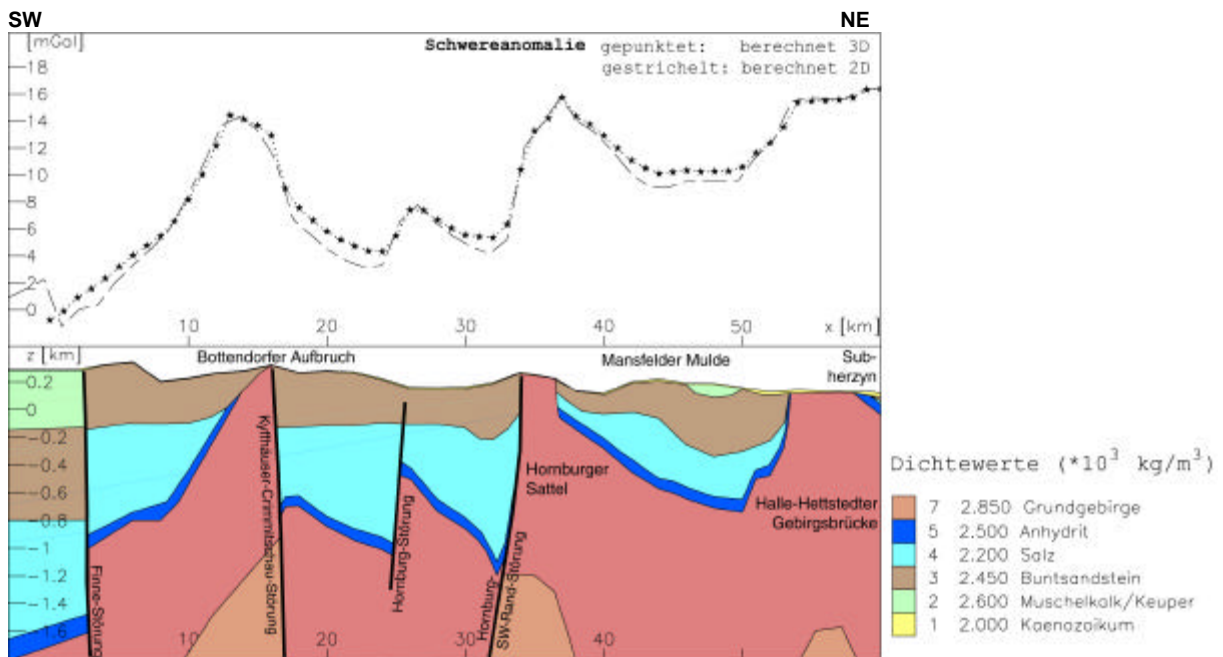 SW NE
[mGal]
Schwereanomalie gepunktet: berechnet 3D
gestrichelt: berechnet 2D
18
16
14
12
10
8
6
4
2
0
10 20 30 40 50 x [km]
z [km]
Bottendorfer Aufbruch
Mansfelder Mulde
Sub-
herzyn
0.2
0
-0.2
-0.4
-0.6
-0.8
-1
-1.2
-1.4
-1.6
Finne-Störung
Kyffhäuser-Crimmitschau-Störung
Hornburg-Störung
Hornburg-
SW-Rand-Störung
Hornburger
Sattel
Halle-Hettstedter
Gebirgsbrücke
10 20 30 40
Dichtewerte (*10³ kg/m³)
7 2.850 Grundgebirge
5 2.500 Anhydrit
4 2.200 Salz
3 2.450 Buntsandstein
2 2.600 Muschelkalk/Keuper
1 2.000 Kaenozoikum